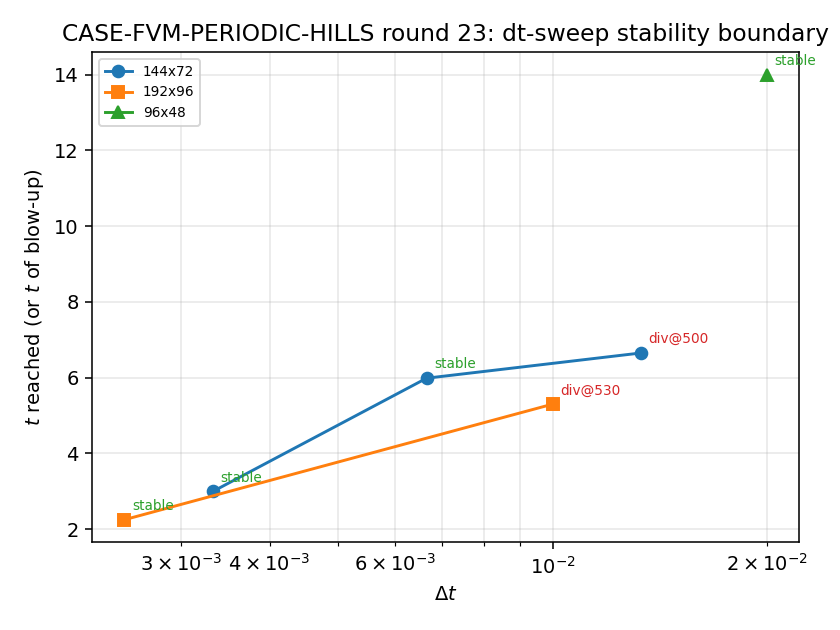 CASE-FVM-PERIODIC-HILLS round 23: dt-sweep stability boundary
144x72
192x96
96x48
stable
div@500
stable
div@530
stable
stable
14
12
10
8
6
4
2
t reached (or t of blow-up)
3 × 10⁻³
4 × 10⁻³
6 × 10⁻³
10⁻²
2 × 10⁻²
Δt